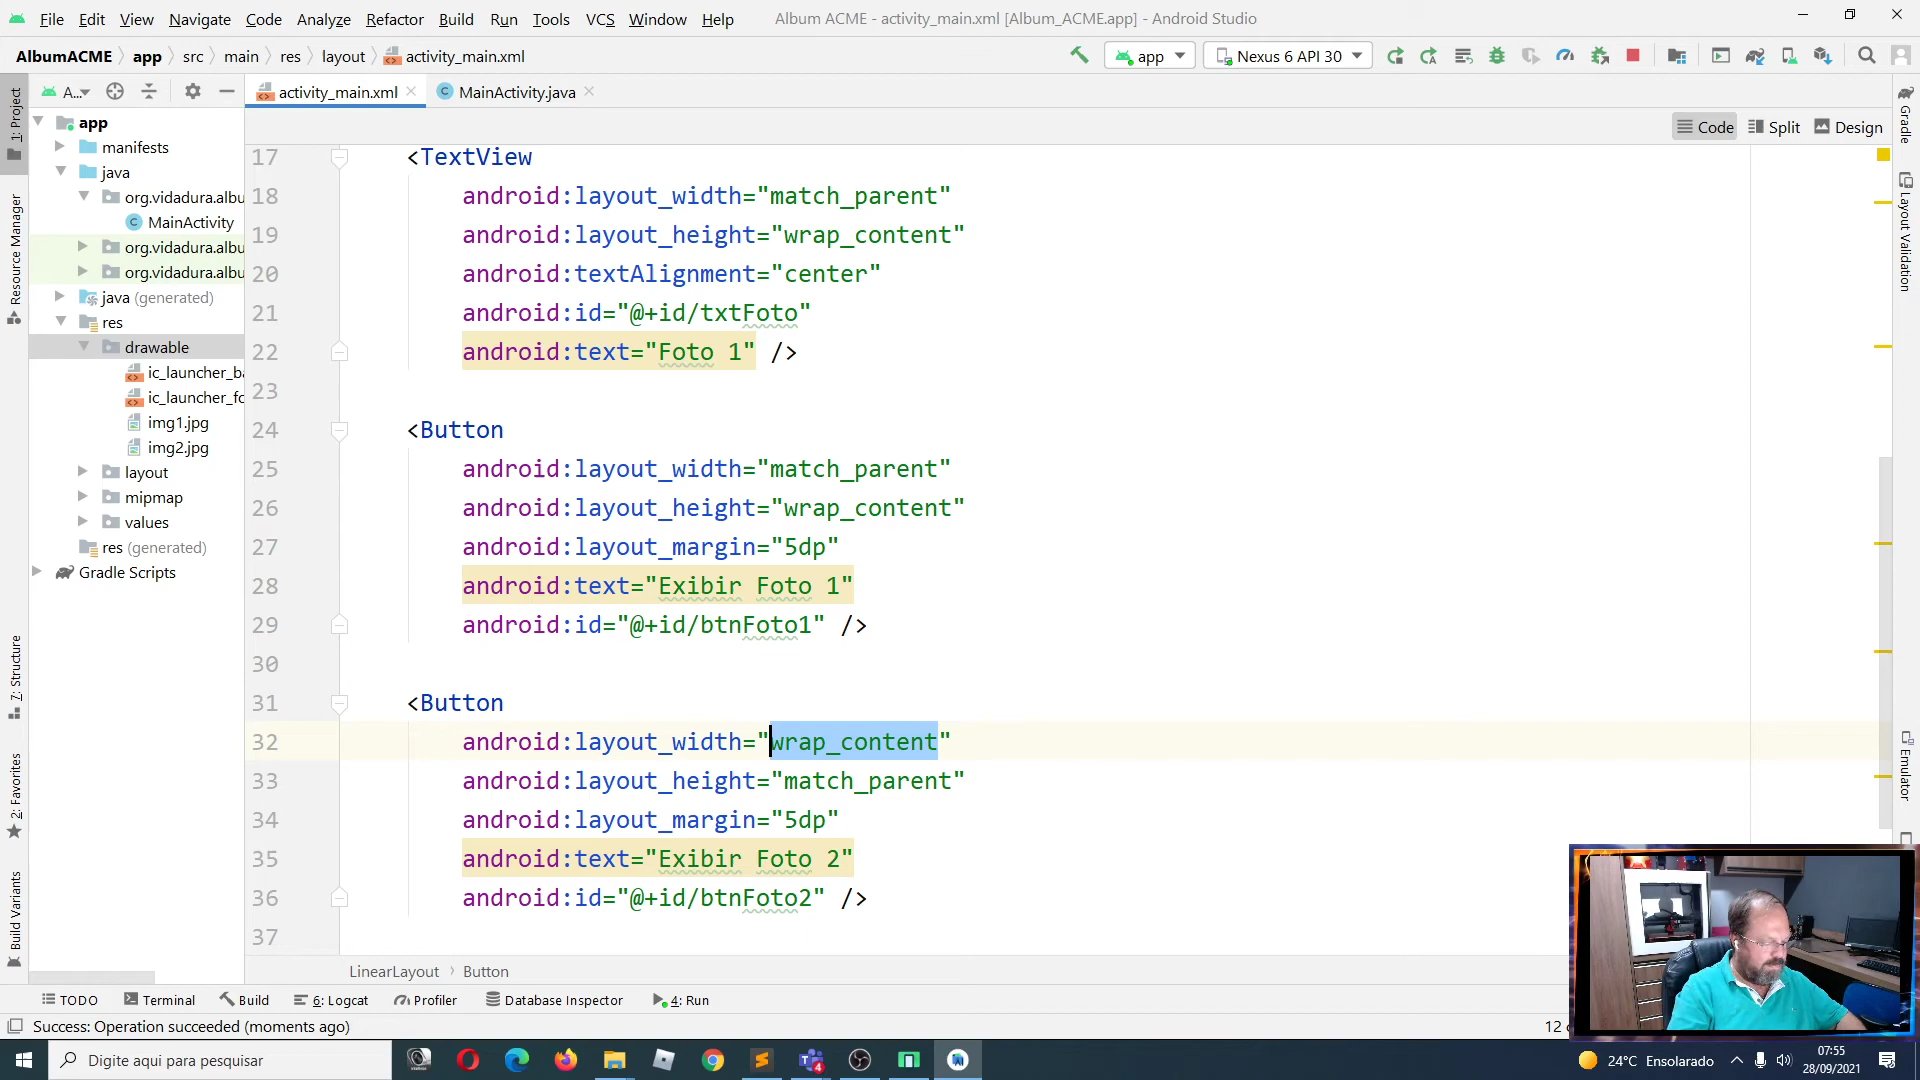 File Edit View Navigate Code Analyze Refactor Build Run Tools VCS Window Help Album ACME - activity_main.xml [Album_ACME.app] - Android Studio
AlbumACME app src main res layout activity_main.xml app Nexus 6 API 30
A... activity_main.xml MainActivity.java
Code Split Design
1: Project
Resource Manager
7: Structure
2: Favorites
Build Variants
app
manifests
java
org.vidadura.albu
MainActivity
org.vidadura.albu
org.vidadura.albu
java (generated)
res
drawable
ic_launcher_ba
ic_launcher_fo
img1.jpg
img2.jpg
layout
mipmap
values
res (generated)
Gradle Scripts
17 <TextView
18 android:layout_width="match_parent"
19 android:layout_height="wrap_content"
20 android:textAlignment="center"
21 android:id="@+id/txtFoto"
22 android:text="Foto 1" />
23
24 <Button
25 android:layout_width="match_parent"
26 android:layout_height="wrap_content"
27 android:layout_margin="5dp"
28 android:text="Exibir Foto 1"
29 android:id="@+id/btnFoto1" />
30
31 <Button
32 android:layout_width="wrap_content"
33 android:layout_height="match_parent"
34 android:layout_margin="5dp"
35 android:text="Exibir Foto 2"
36 android:id="@+id/btnFoto2" />
37
Gradle
Layout Validation
Emulator
LinearLayout Button
TODO Terminal Build 6: Logcat Profiler Database Inspector 4: Run
Success: Operation succeeded (moments ago) 12
Digite aqui para pesquisar 4 24°C Ensolarado 07:55
28/09/2021